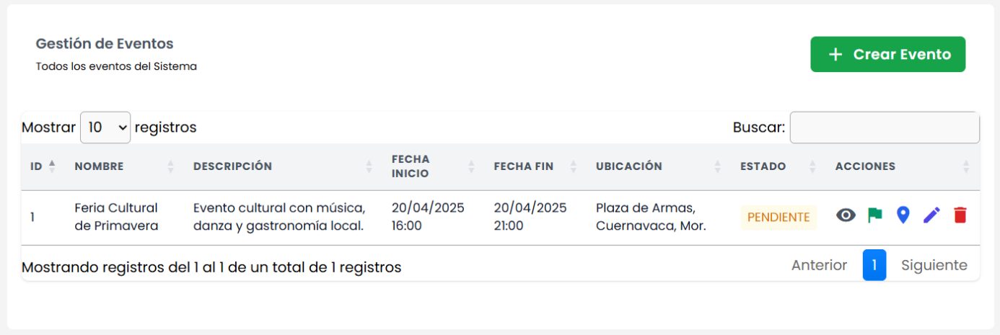 Gestión de Eventos
Todos los eventos del Sistema
+ Crear Evento
Mostrar 10 registros
Buscar:
ID NOMBRE DESCRIPCIÓN FECHA INICIO FECHA FIN UBICACIÓN ESTADO ACCIONES
1 Feria Cultural de Primavera Evento cultural con música, danza y gastronomía local. 20/04/2025 16:00 20/04/2025 21:00 Plaza de Armas, Cuernavaca, Mor. PENDIENTE
Mostrando registros del 1 al 1 de un total de 1 registros
Anterior 1 Siguiente